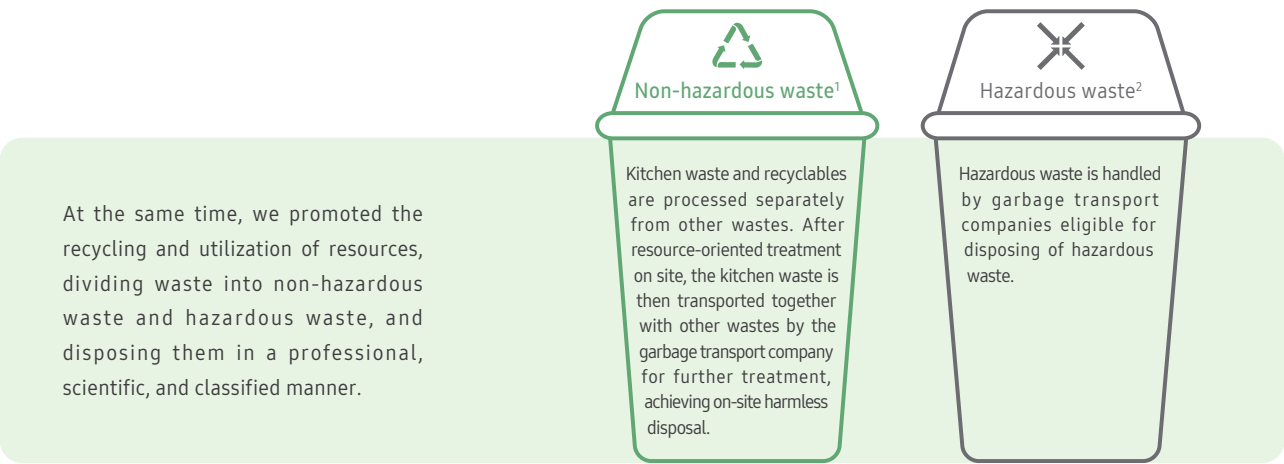 At the same time, we promoted the
recycling and utilization of resources,
dividing waste into non-hazardous
waste and hazardous waste, and
disposing them in a professional,
scientific, and classified manner.
Non-hazardous waste¹
Kitchen waste and recyclables
are processed separately
from other wastes. After
resource-oriented treatment
on site, the kitchen waste is
then transported together
with other wastes by the
garbage transport company
for further treatment,
achieving on-site harmless
disposal.
Hazardous waste²
Hazardous waste is handled
by garbage transport
companies eligible for
disposing of hazardous
waste.